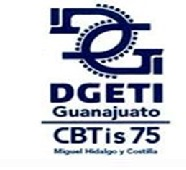 DGETI
Guanajuato
CBTis 75
Miguel Hidalgo y Costilla